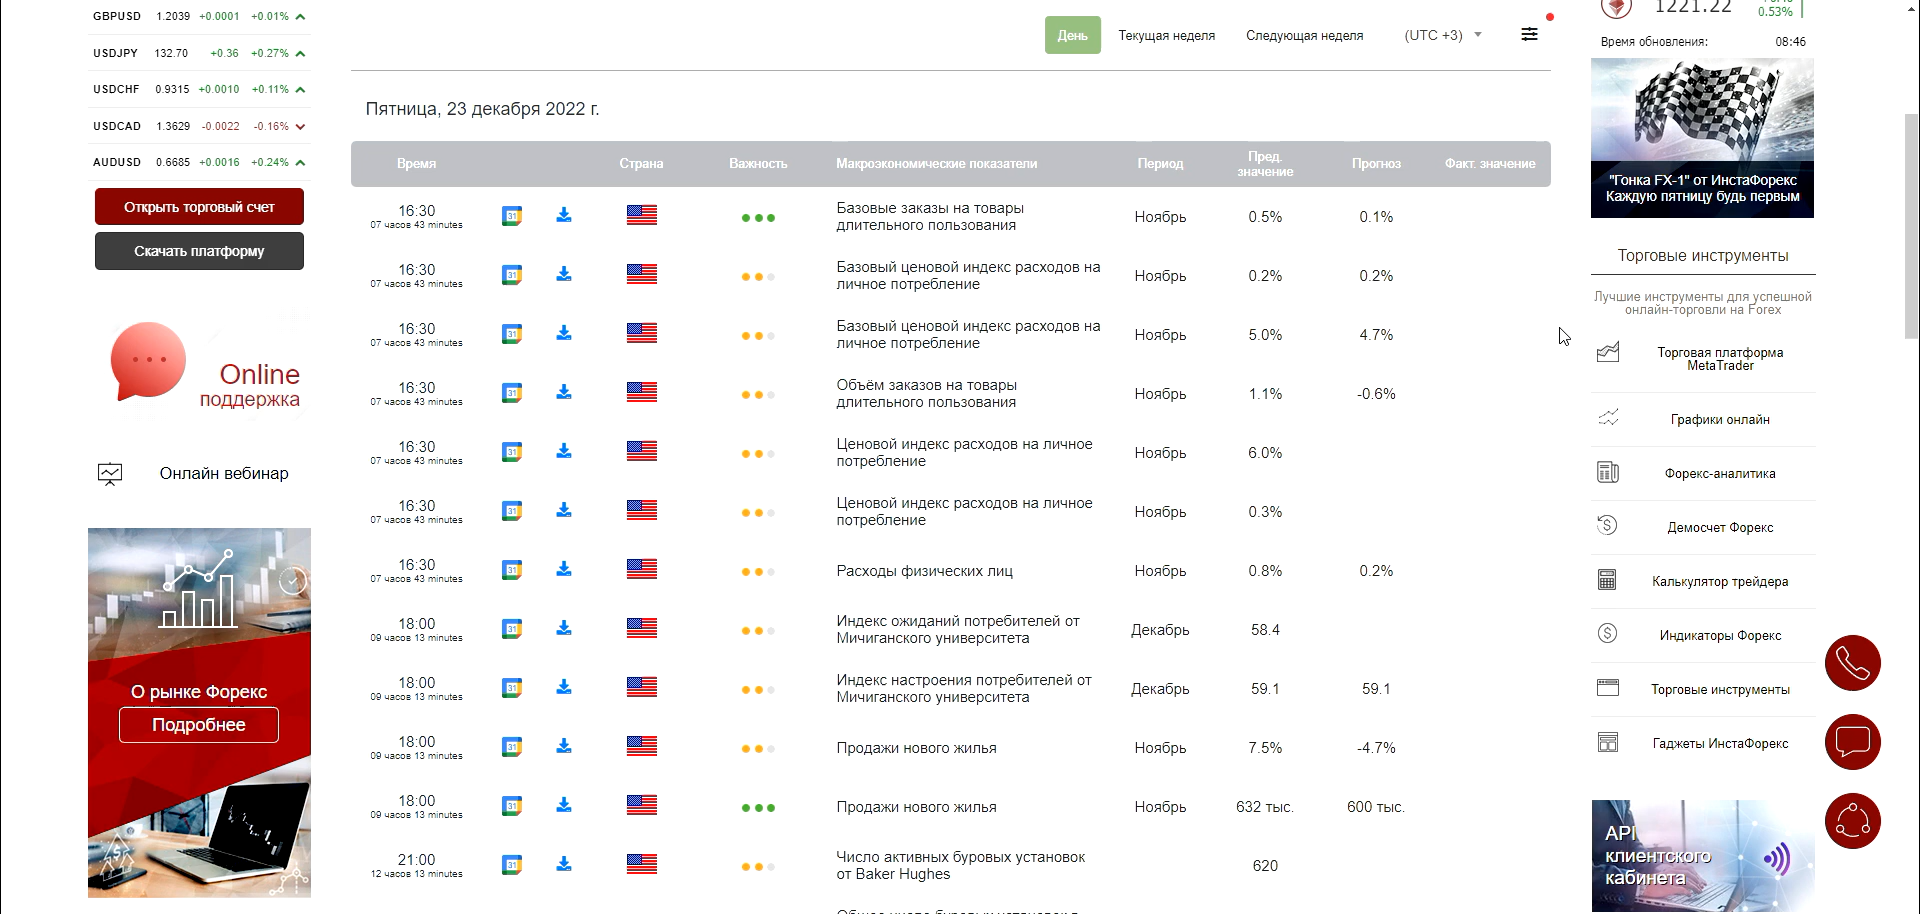 GBPUSD 1.2039 +0.0001 +0.01%
USDJPY 132.70 +0.36 +0.27%
USDCHF 0.9315 +0.0010 +0.11%
USDCAD 1.3629 -0.0022 -0.16%
AUDUSD 0.6685 +0.0016 +0.24%
Открыть торговый счет
Скачать платформу
Online
поддержка
Онлайн вебинар
О рынке Форекс
Подробнее
День Текущая неделя Следующая неделя (UTC +3)
Пятница, 23 декабря 2022 г.
Время Страна Важность Макроэкономические показатели Период Пред. значение Прогноз Факт. значение
16:30 31 Базовые заказы на товары Ноябрь 0.5% 0.1%
07 часов 43 minutes длительного пользования
16:30 31 Базовый ценовой индекс расходов на Ноябрь 0.2% 0.2%
07 часов 43 minutes личное потребление
16:30 31 Базовый ценовой индекс расходов на Ноябрь 5.0% 4.7%
07 часов 43 minutes личное потребление
16:30 31 Объём заказов на товары Ноябрь 1.1% -0.6%
07 часов 43 minutes длительного пользования
16:30 31 Ценовой индекс расходов на личное Ноябрь 6.0%
07 часов 43 minutes потребление
16:30 31 Ценовой индекс расходов на личное Ноябрь 0.3%
07 часов 43 minutes потребление
16:30 31 Расходы физических лиц Ноябрь 0.8% 0.2%
07 часов 43 minutes
18:00 31 Индекс ожиданий потребителей от Декабрь 58.4
09 часов 13 minutes Мичиганского университета
18:00 31 Индекс настроения потребителей от Декабрь 59.1 59.1
09 часов 13 minutes Мичиганского университета
18:00 31 Продажи нового жилья Ноябрь 7.5% -4.7%
09 часов 13 minutes
18:00 31 Продажи нового жилья Ноябрь 632 тыс. 600 тыс.
09 часов 13 minutes
21:00 31 Число активных буровых установок 620
12 часов 13 minutes от Baker Hughes
1221.22
0.53%
Время обновления: 08:46
"Гонка FX-1" от ИнстаФорекс
Каждую пятницу будь первым
Торговые инструменты
Лучшие инструменты для успешной
онлайн-торговли на Forex
Торговая платформа
MetaTrader
Графики онлайн
Форекс-аналитика
Демосчет Форекс
Калькулятор трейдера
Индикаторы Форекс
Торговые инструменты
Гаджеты ИнстаФорекс
API
клиентского
кабинета